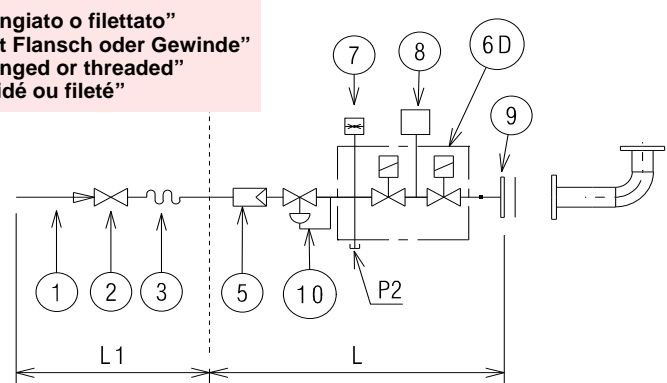 ngiato o filettato”
t Flansch oder Gewinde”
nged or threaded”
idé ou fileté”
7
8
6D
9
1
2
3
5
10
P2
L1
L